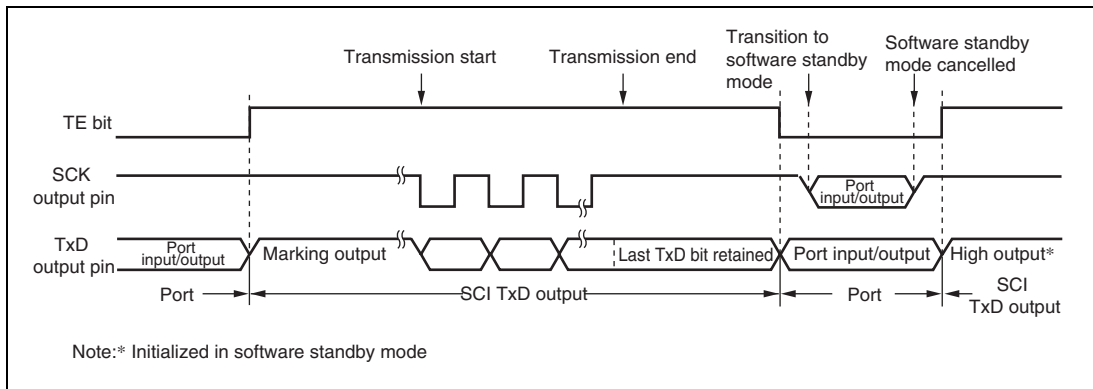 Transmission start
Transmission end
Transition to
software standby
mode
Software standby
mode cancelled
TE bit
SCK
output pin
Port
input/output
TxD
output pin
Port
input/output
Marking output
Last TxD bit retained
Port input/output
High output*
Port
SCI TxD output
Port
SCI
TxD output
Note:* Initialized in software standby mode